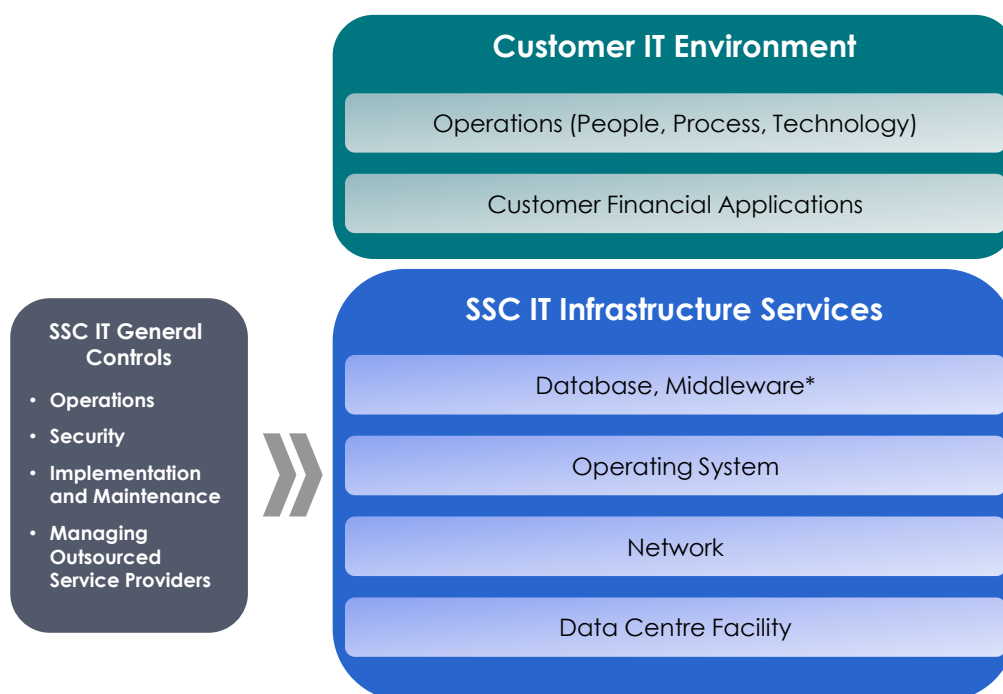 Customer IT Environment
Operations (People, Process, Technology)
Customer Financial Applications
SSC IT General
Controls
• Operations
• Security
• Implementation
and Maintenance
• Managing
Outsourced
Service Providers
SSC IT Infrastructure Services
Database, Middleware*
Operating System
Network
Data Centre Facility